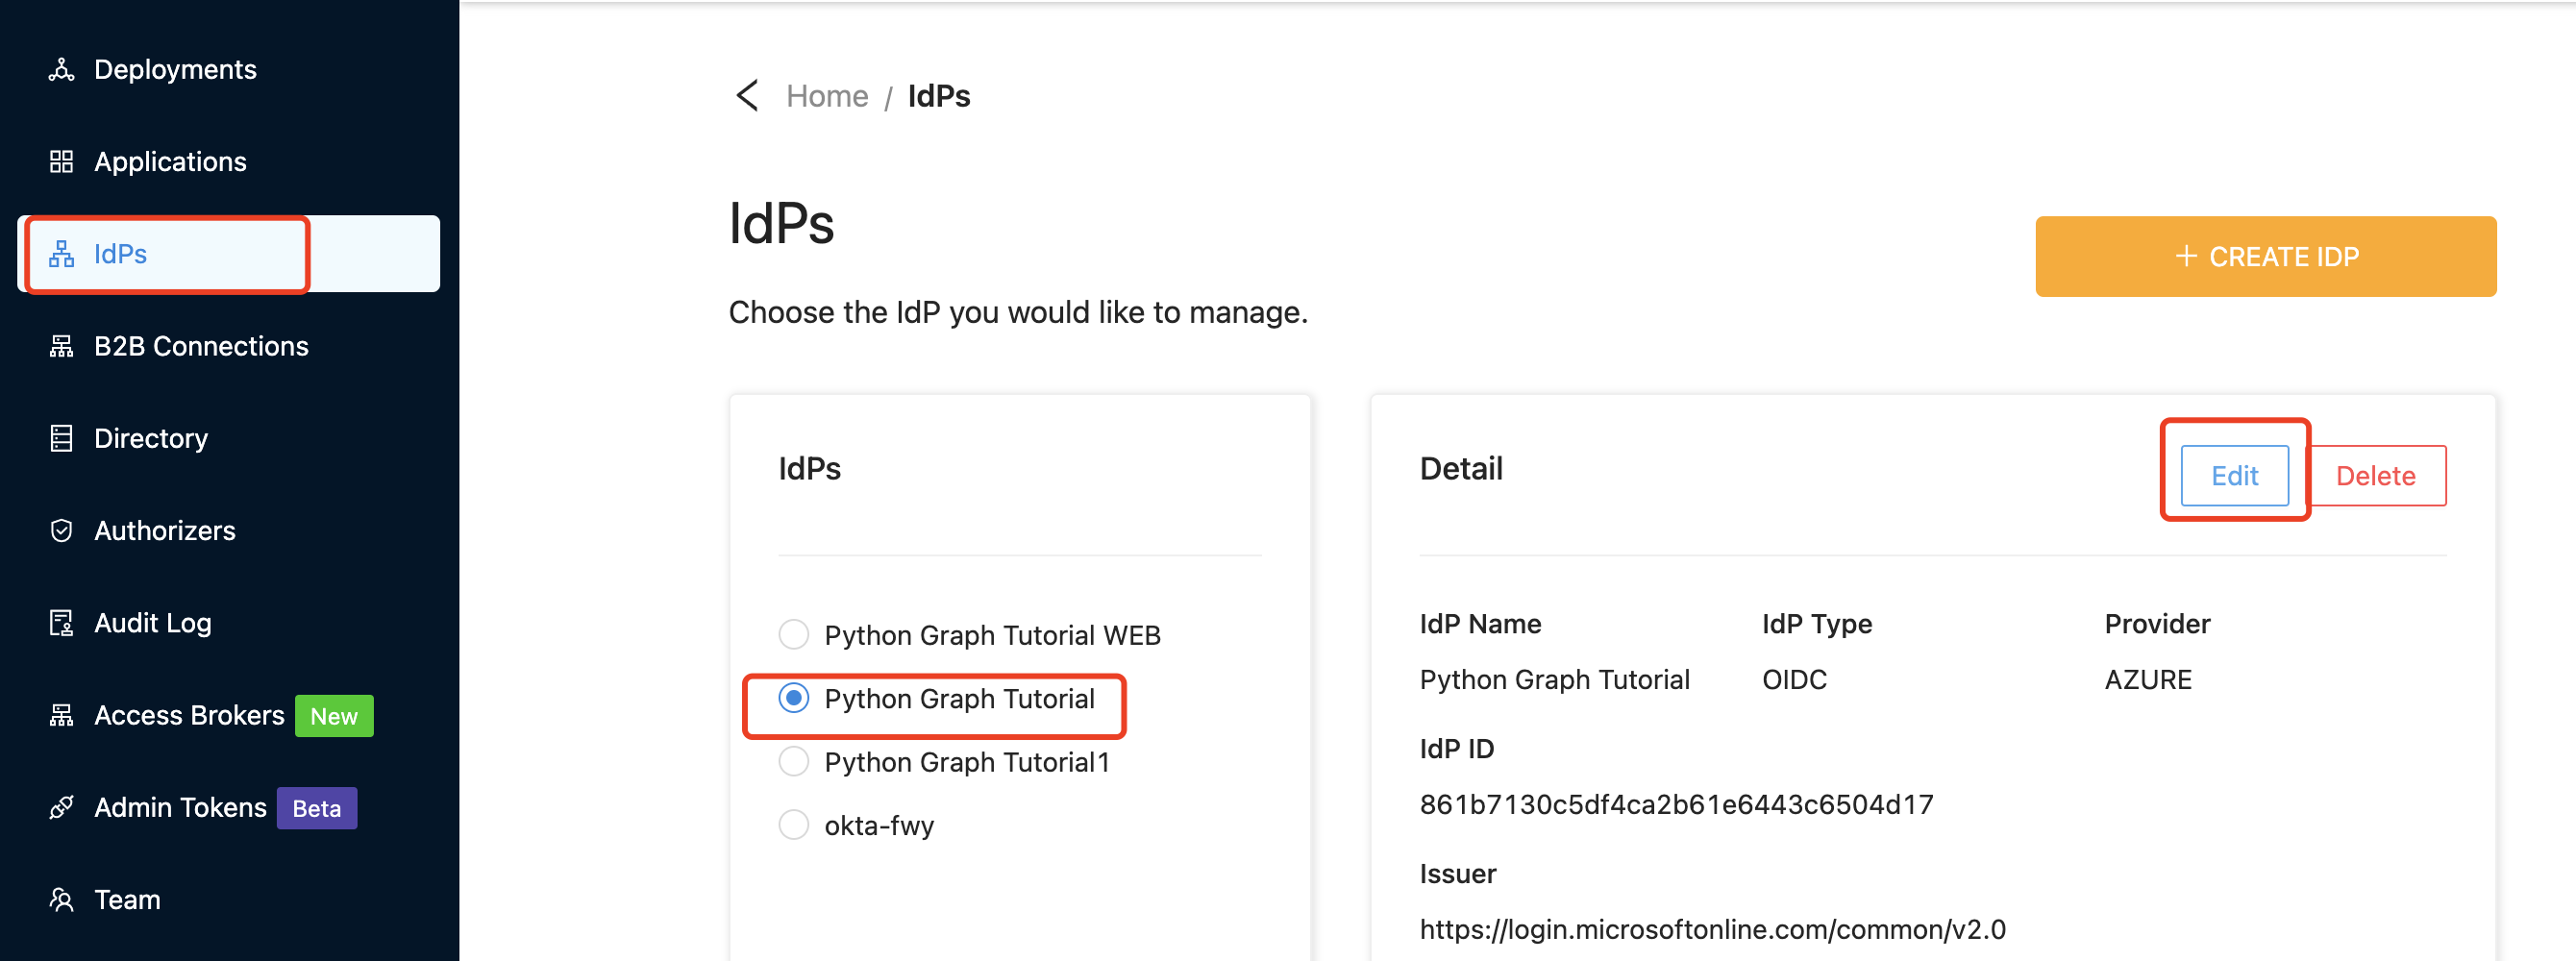 Deployments
Applications
IdPs
B2B Connections
Directory
Authorizers
Audit Log
Access Brokers New
Admin Tokens Beta
Team
Home / IdPs
IdPs
+ CREATE IDP
Choose the IdP you would like to manage.
IdPs
Python Graph Tutorial WEB
Python Graph Tutorial
Python Graph Tutorial1
okta-fwy
Detail
Edit Delete
IdP Name IdP Type Provider
Python Graph Tutorial OIDC AZURE
IdP ID
861b7130c5df4ca2b61e6443c6504d17
Issuer
https://login.microsoftonline.com/common/v2.0